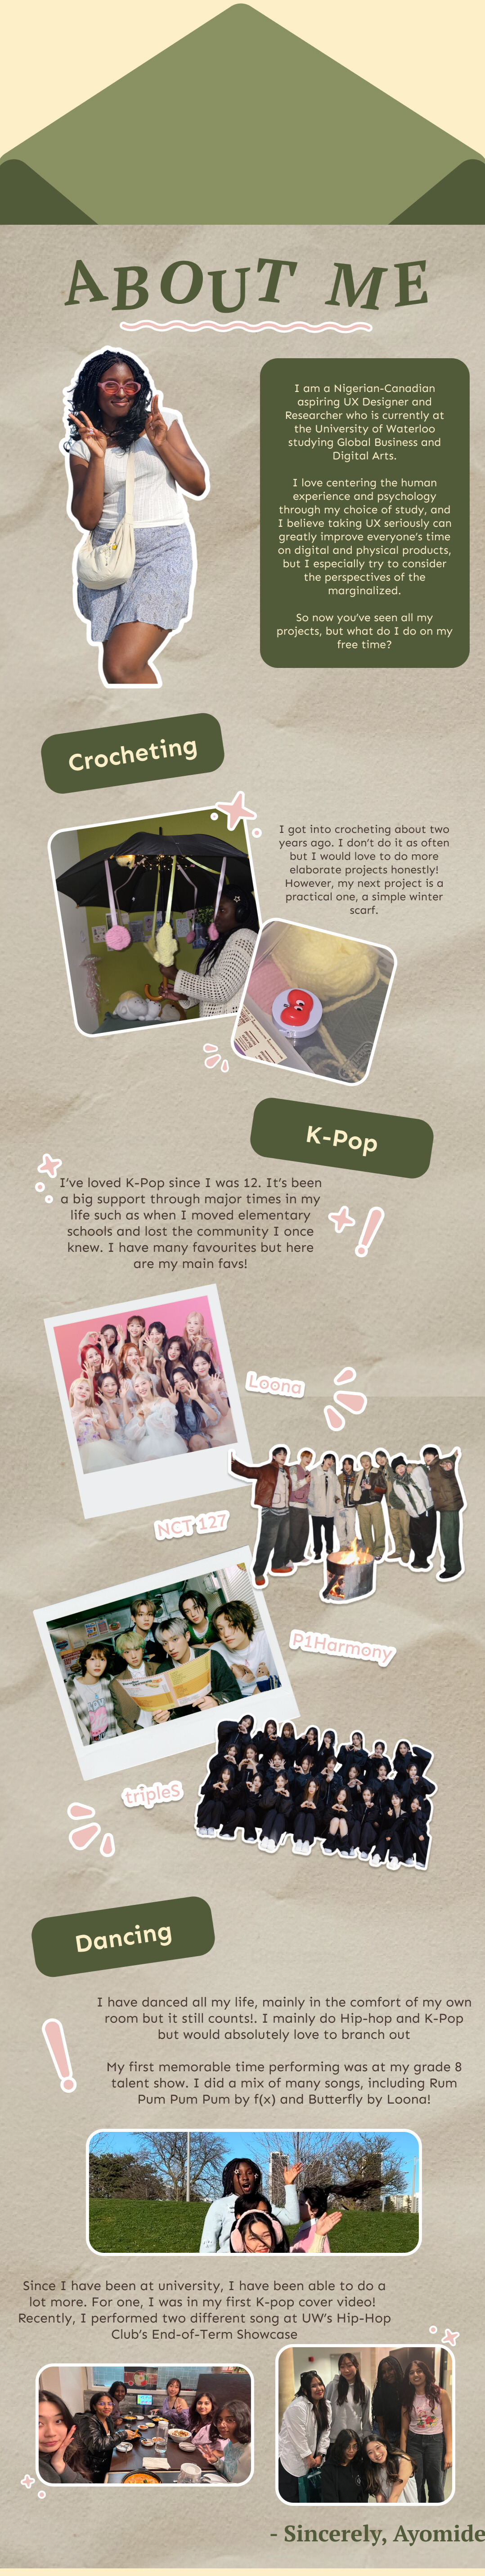 ABOUT ME
I am a Nigerian-Canadian
aspiring UX Designer and
Researcher who is currently at
the University of Waterloo
studying Global Business and
Digital Arts.
I love centering the human
experience and psychology
through my choice of study, and
I believe taking UX seriously can
greatly improve everyone's time
on digital and physical products,
but I especially try to consider
the perspectives of the
marginalized.
So now you've seen all my
projects, but what do I do on my
free time?
Crocheting
I got into crocheting about two
years ago. I don't do it as often
but I would love to do more
elaborate projects honestly!
However, my next project is a
practical one, a simple winter
scarf.
K-Pop
I've loved K-Pop since I was 12. It's been
a big support through major times in my
life such as when I moved elementary
schools and lost the community I once
knew. I have many favourites but here
are my main favs!
Loona
NCT 127
P1Harmony
tripleS
Dancing
I have danced all my life, mainly in the comfort of my own
room but it still counts!. I mainly do Hip-hop and K-Pop
but would absolutely love to branch out
My first memorable time performing was at my grade 8
talent show. I did a mix of many songs, including Rum
Pum Pum Pum by f(x) and Butterfly by Loona!
Since I have been at university, I have been able to do a
lot more. For one, I was in my first K-pop cover video!
Recently, I performed two different song at UW's Hip-Hop
Club's End-of-Term Showcase
- Sincerely, Ayomide